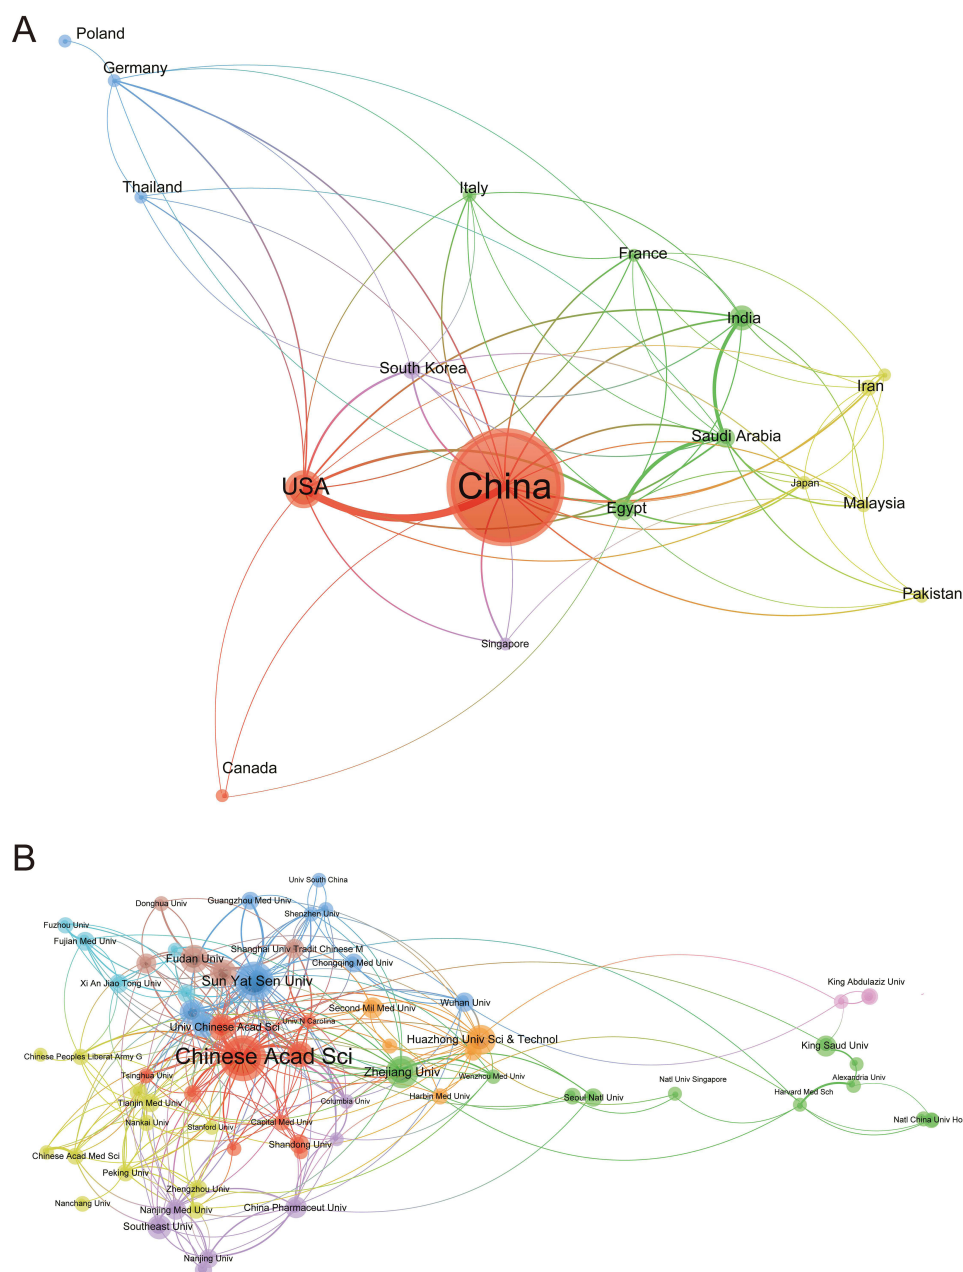 A
Poland
Germany
Thailand
Italy
France
India
South Korea
Iran
Saudi Arabia
USA
China
Japan
Egypt
Malaysia
Pakistan
Singapore
Canada
B
Univ South China
Donghua Univ
Guangzhou Med Univ
Shenzhen Univ
Fuzhou Univ
Fujian Med Univ
Shanghai Univ Tradit Chinese M
Fudan Univ
Chongqing Med Univ
Xi An Jiao Tong Univ
Sun Yat Sen Univ
King Abdulaziz Univ
Second Mil Med Univ
Wuhan Univ
Univ Chinese Acad Sci
Univ N Carolina
Huazhong Univ Sci & Technol
King Saud Univ
Chinese Peoples Liberat Army G
Chinese Acad Sci
Zhejiang Univ
Tsinghua Univ
Wenzhou Med Univ
Natl Univ Singapore
Alexandria Univ
Harvard Med Sch
Tianjin Med Univ
Columbia Univ
Harbin Med Univ
Seoul Natl Univ
Nankai Univ
Stanford Univ
Capital Med Univ
Natl China Univ Ho
Shandong Univ
Chinese Acad Med Sci
Peking Univ
Zhengzhou Univ
Nanchang Univ
Nanjing Med Univ
China Pharmaceut Univ
Southeast Univ
Nanjing Univ